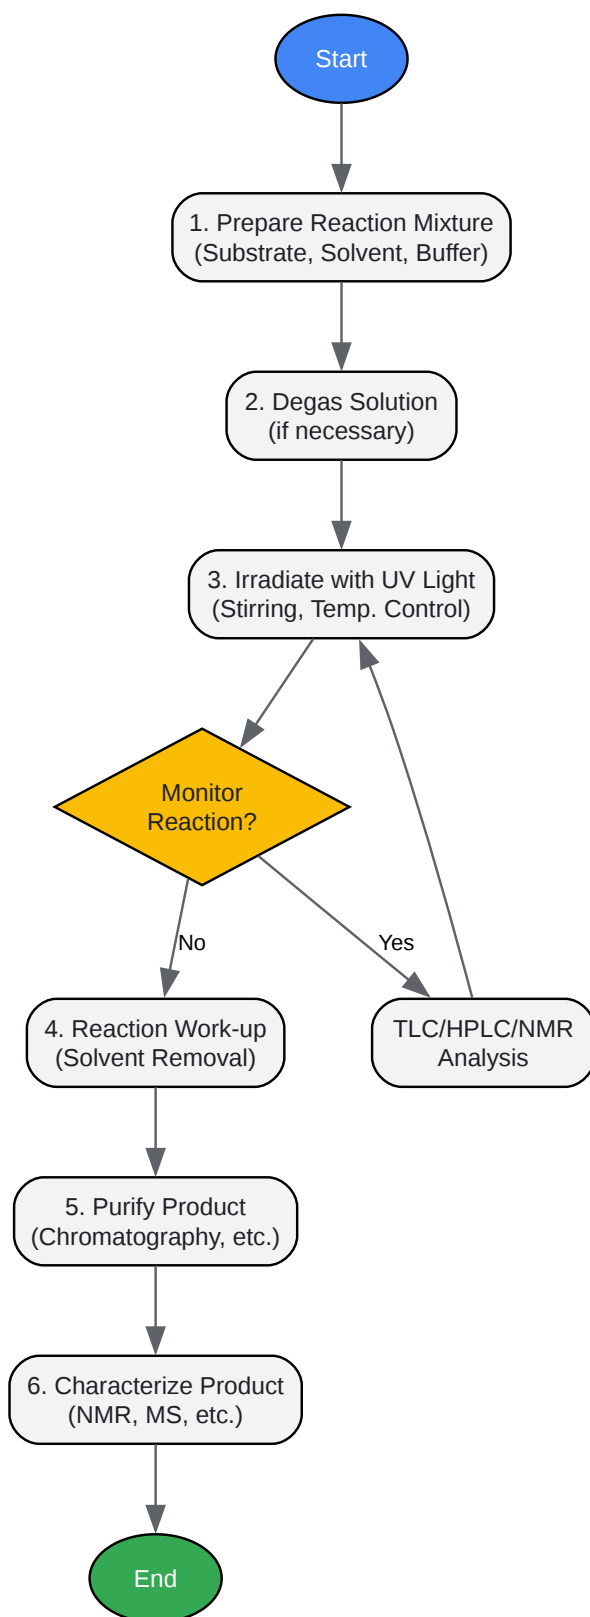 Start
1. Prepare Reaction Mixture
(Substrate, Solvent, Buffer)
2. Degas Solution
(if necessary)
3. Irradiate with UV Light
(Stirring, Temp. Control)
Monitor
Reaction?
No
Yes
4. Reaction Work-up
(Solvent Removal)
TLC/HPLC/NMR
Analysis
5. Purify Product
(Chromatography, etc.)
6. Characterize Product
(NMR, MS, etc.)
End